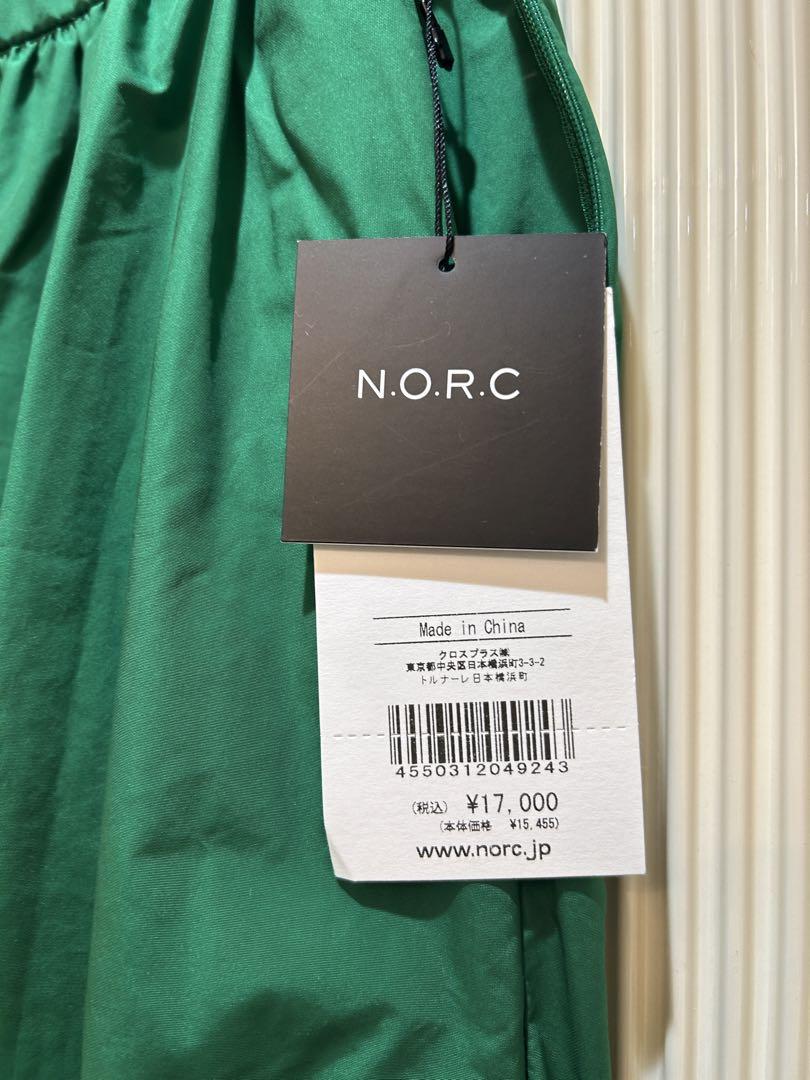 N.O.R.C
Made in China
クロスプラス㈱
東京都中央区日本橋浜町3-3-2
トルナーレ日本橋浜町
4550312049243
(税込) ¥17,000
(本体価格 ¥15,455)
www.norc.jp